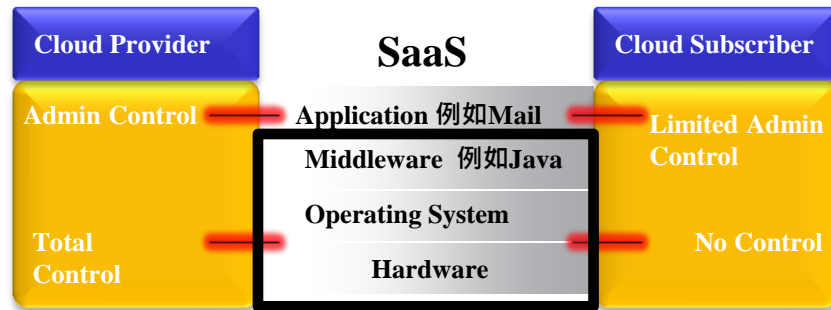 Cloud Provider
SaaS
Cloud Subscriber
Admin Control
Application 例如Mail
Limited Admin
Control
Middleware 例如Java
Operating System
Total
Control
No Control
Hardware